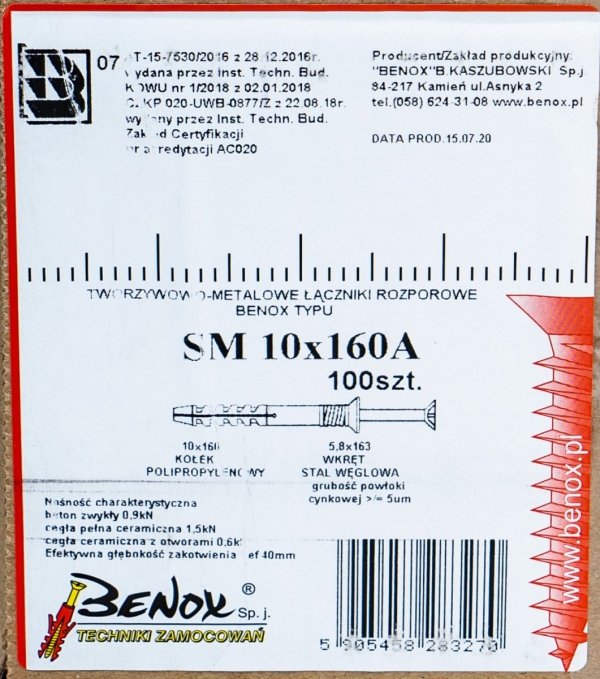 07 AT-15-7530/2016 z 28.12.2016r.
wydana przez Inst. Techn. Bud.
KDWU nr 1/2018 z 02.01.2018
C. KP 020-UWB-0877/Z z 22.08.18r.
wydany przez Inst. Techn. Bud.
Zakład Certyfikacji
nr akredytacji AC020
Producent/Zakład produkcyjny:
"BENOX"B.KASZUBOWSKI Sp.j.
84-217 Kamień ul.Asnyka 2
tel.(058) 624-31-08 www.benox.pl
DATA PROD.15.07.20
TWORZYWOWO-METALOWE ŁĄCZNIKI ROZPOROWE
BENOX TYPU
SM 10x160A
100szt.
10x160
KOŁEK
POLIPROPYLENOWY
5,8x163
WKRĘT
STAL WĘGLOWA
grubość powłoki
cynkowej >/= 5um
Nośność charakterystyczna
beton zwykły 0,9kN
cegła pełna ceramiczna 1,5kN
cegła ceramiczna z otworami 0,6k
Efektywna głębokość zakotwienia ef 40mm
BENOX ® Sp. j.
TECHNIKI ZAMOCOWAŃ
5 905458 283270
www.benox.pl